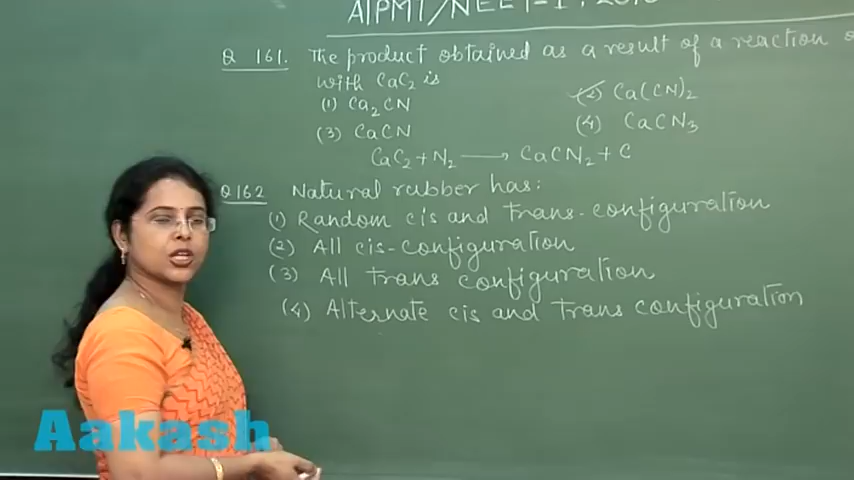 AIPMT/NEET-I, 2016
Q 161. The product obtained as a result of a reaction o
with CaC2 is
(1) Ca2CN (2) Ca(CN)2
(3) CaCN (4) CaCN3
CaC2 + N2 → CaCN2 + C
Q162 Natural rubber has:
(1) Random cis and trans-configuration
(2) All cis-configuration
(3) All trans configuration
(4) Alternate cis and trans configuration
Aakash